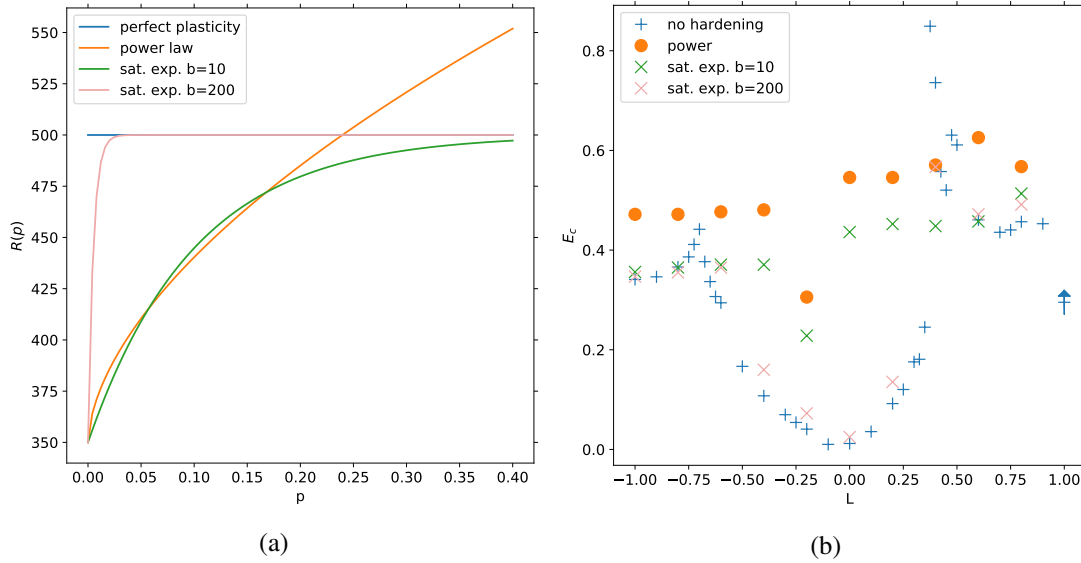 perfect plasticity
power law
sat. exp. b=10
sat. exp. b=200
550
525
500
475
450
425
400
375
350
R(p)
0.00 0.05 0.10 0.15 0.20 0.25 0.30 0.35 0.40
p
(a)
no hardening
power
sat. exp. b=10
sat. exp. b=200
0.8
0.6
0.4
0.2
0.0
E_c
−1.00 −0.75 −0.50 −0.25 0.00 0.25 0.50 0.75 1.00
L
(b)